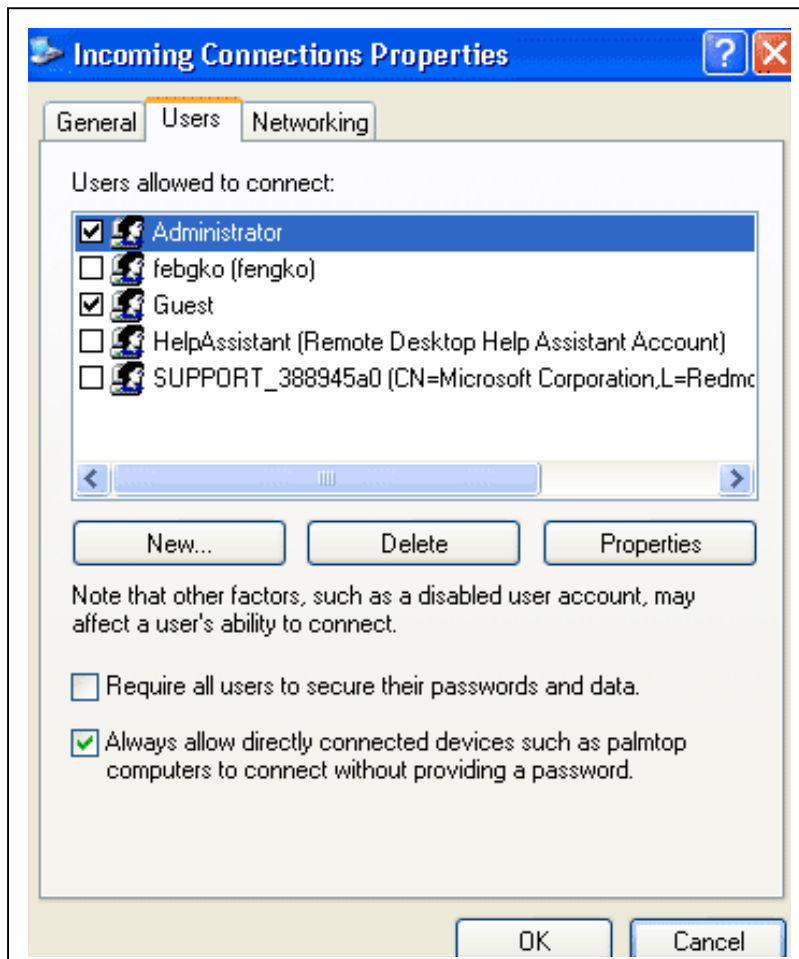 Incoming Connections Properties
General Users Networking
Users allowed to connect:
Administrator
febgko (fengko)
Guest
HelpAssistant (Remote Desktop Help Assistant Account)
SUPPORT_388945a0 (CN=Microsoft Corporation,L=Redmo
New... Delete Properties
Note that other factors, such as a disabled user account, may
affect a user's ability to connect.
Require all users to secure their passwords and data.
Always allow directly connected devices such as palmtop
computers to connect without providing a password.
OK Cancel